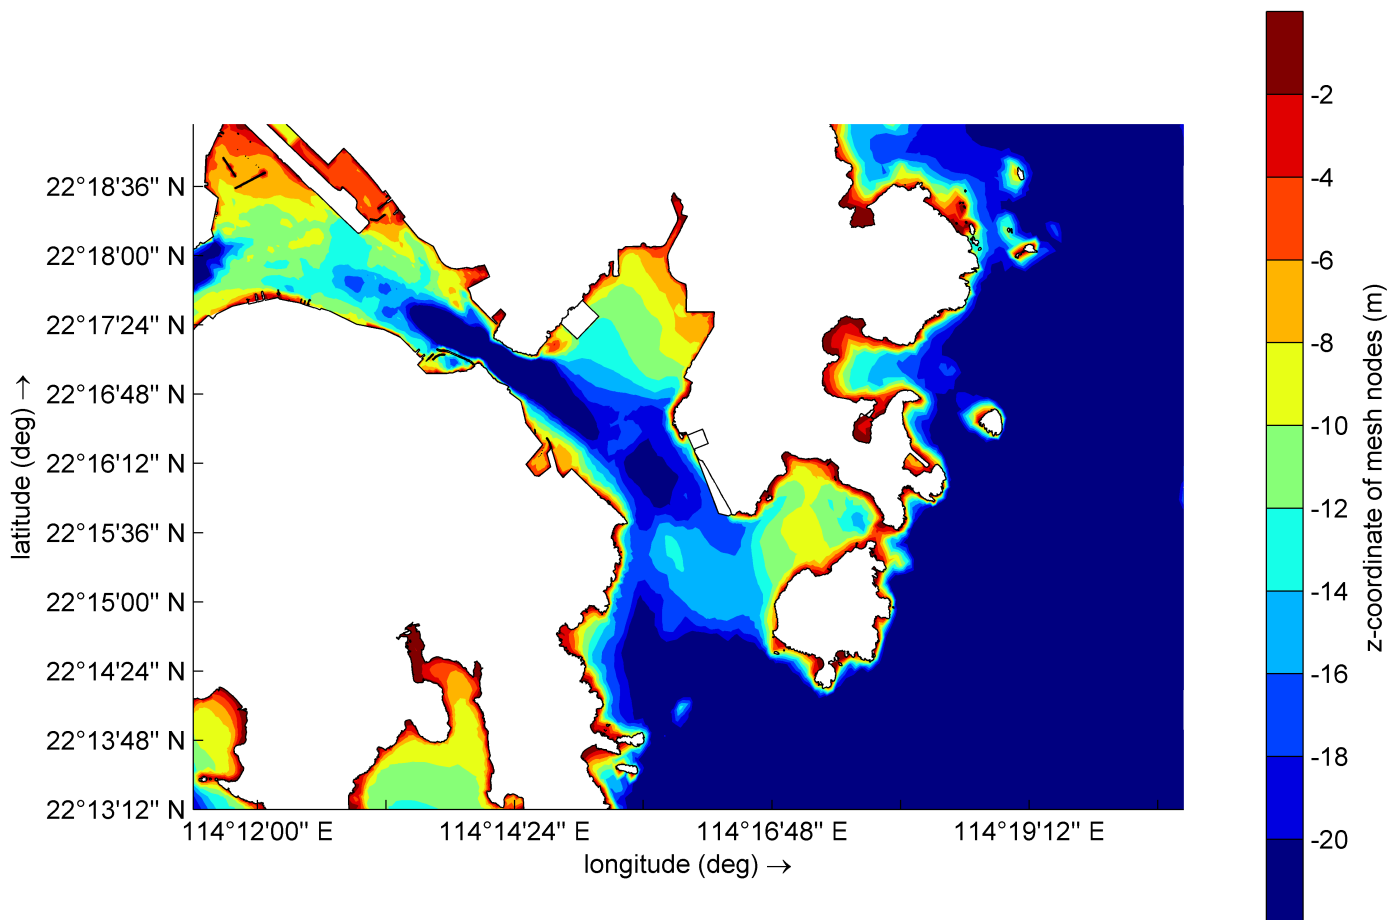 -2
-4
-6
-8
-10
-12
-14
-16
-18
-20
z-coordinate of mesh nodes (m)
22°18'36" N
22°18'00" N
22°17'24" N
22°16'48" N
22°16'12" N
22°15'36" N
22°15'00" N
22°14'24" N
22°13'48" N
22°13'12" N
latitude (deg) →
114°12'00" E
114°14'24" E
114°16'48" E
114°19'12" E
longitude (deg) →